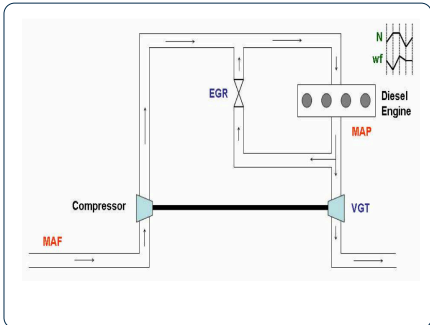 N
wf
EGR
Diesel
Engine
MAP
Compressor
VGT
MAF